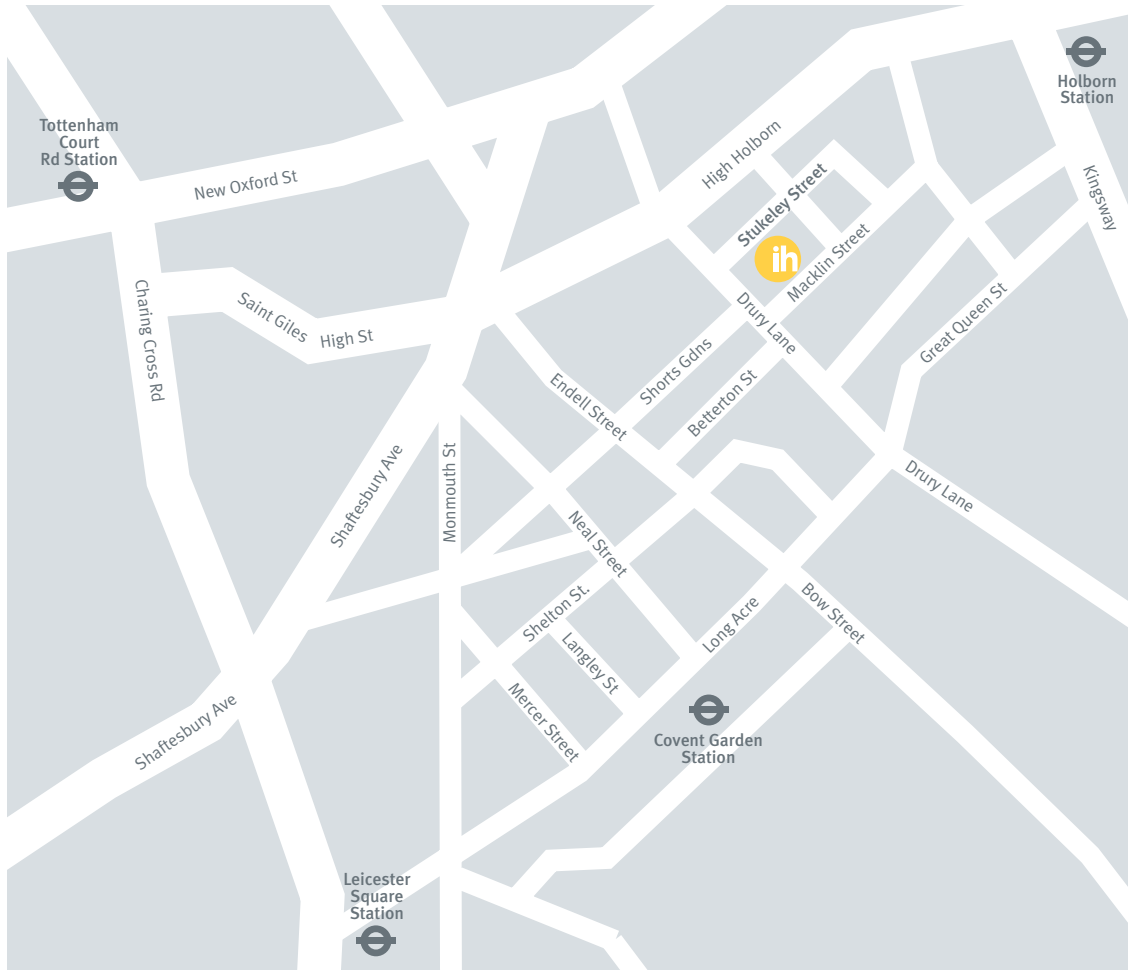 Holborn
Station
Tottenham
Court
Rd Station
High Holborn
New Oxford St
Stukeley Street
Kingsway
ih
Macklin Street
Charing Cross Rd
Saint Giles
High St
Drury Lane
Great Queen St
Shorts Gdns
Endell Street
Betterton St
Shaftesbury Ave
Monmouth St
Drury Lane
Neal Street
Shelton St.
Long Acre
Bow Street
Langley St
Mercer Street
Shaftesbury Ave
Covent Garden
Station
Leicester
Square
Station